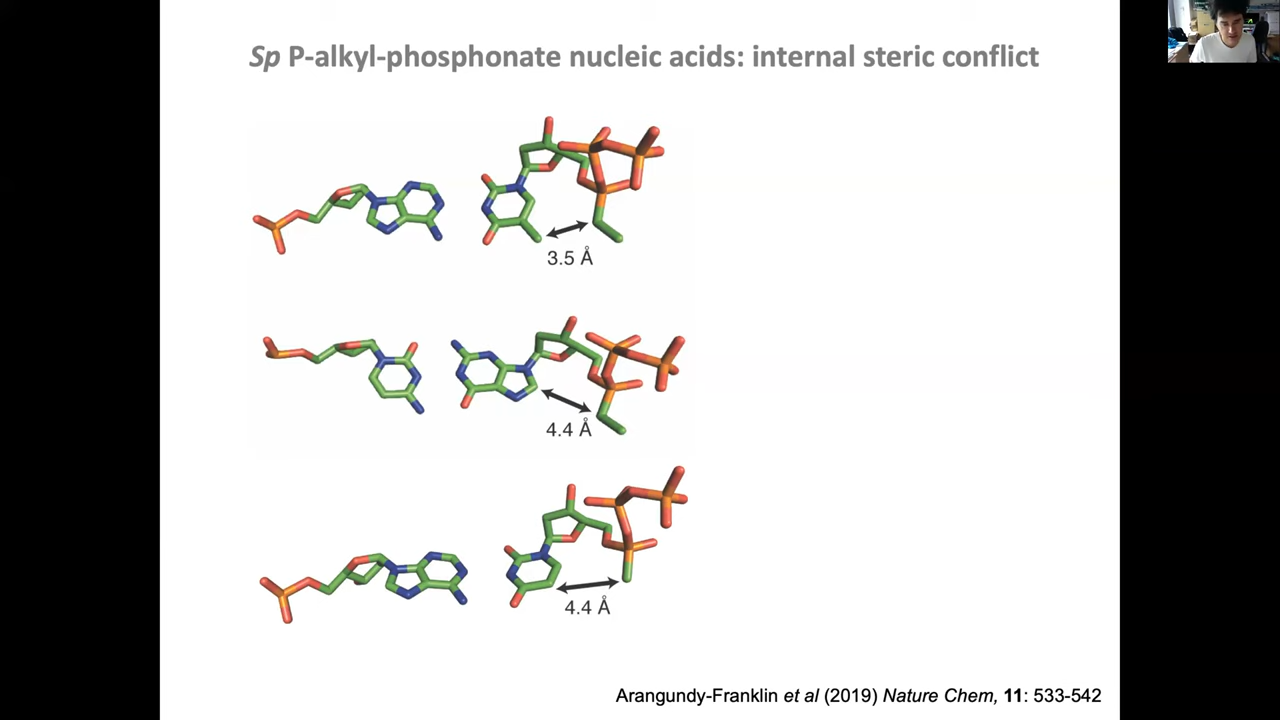 Sp P-alkyl-phosphonate nucleic acids: internal steric conflict
3.5 Å
4.4 Å
4.4 Å
Arangundy-Franklin et al (2019) Nature Chem, 11: 533-542